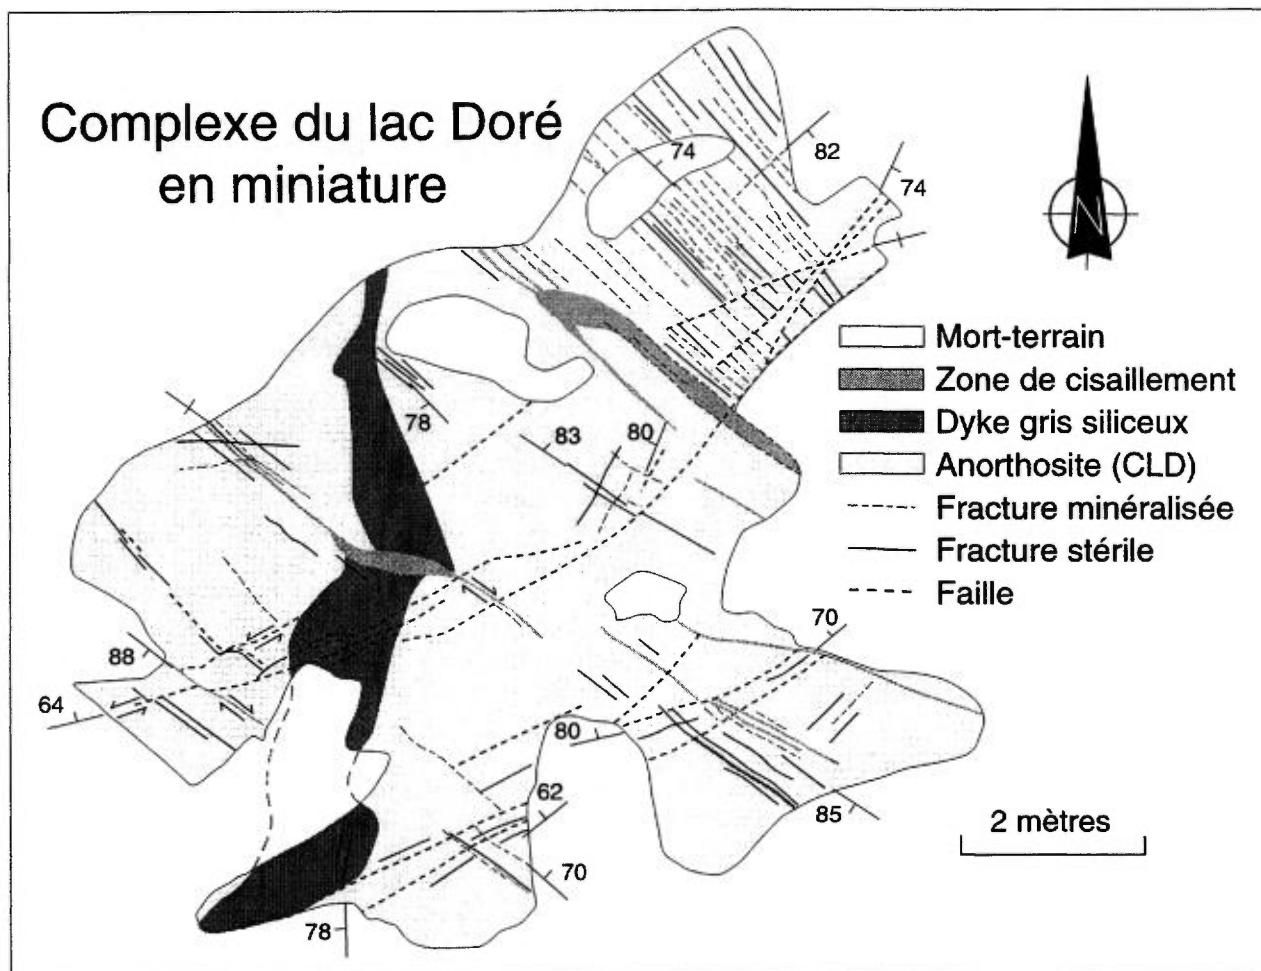 Complexe du lac Doré
en miniature
74
82
74
N
Mort-terrain
Zone de cisaillement
Dyke gris siliceux
Anorthosite (CLD)
Fracture minéralisée
Fracture stérile
Faille
78
83
80
88
64
70
80
62
85
70
78
2 mètres